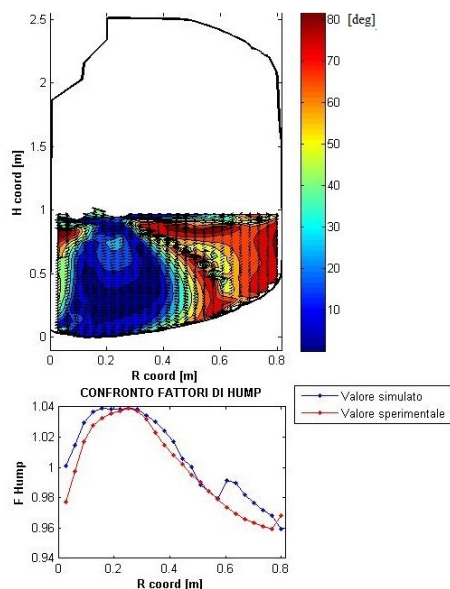 2.5
2
1.5
1
0.5
0
H coord [m]
0 0.2 0.4 0.6 0.8
R coord [m]
80 [deg]
70
60
50
40
30
20
10
CONFRONTO FATTORI DI HUMP
1.04
1.02
1
0.98
0.96
0.94
F Hump
0 0.2 0.4 0.6 0.8
R coord [m]
Valore simulato
Valore sperimentale